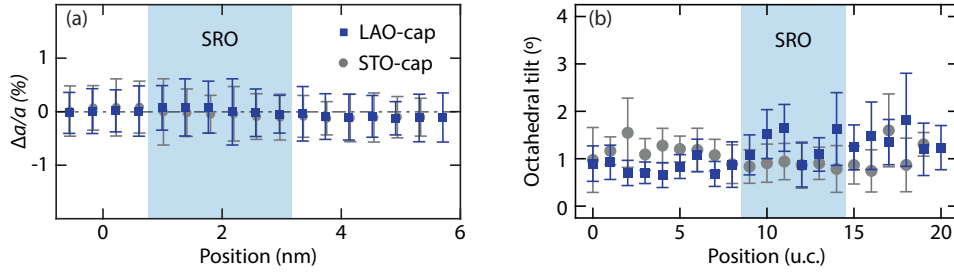 (a)
SRO
LAO-cap
STO-cap
Δa/a (%)
1
0
-1
0
2
4
6
Position (nm)
(b)
SRO
Octahedral tilt (º)
4
3
2
1
0
0
5
10
15
20
Position (u.c.)